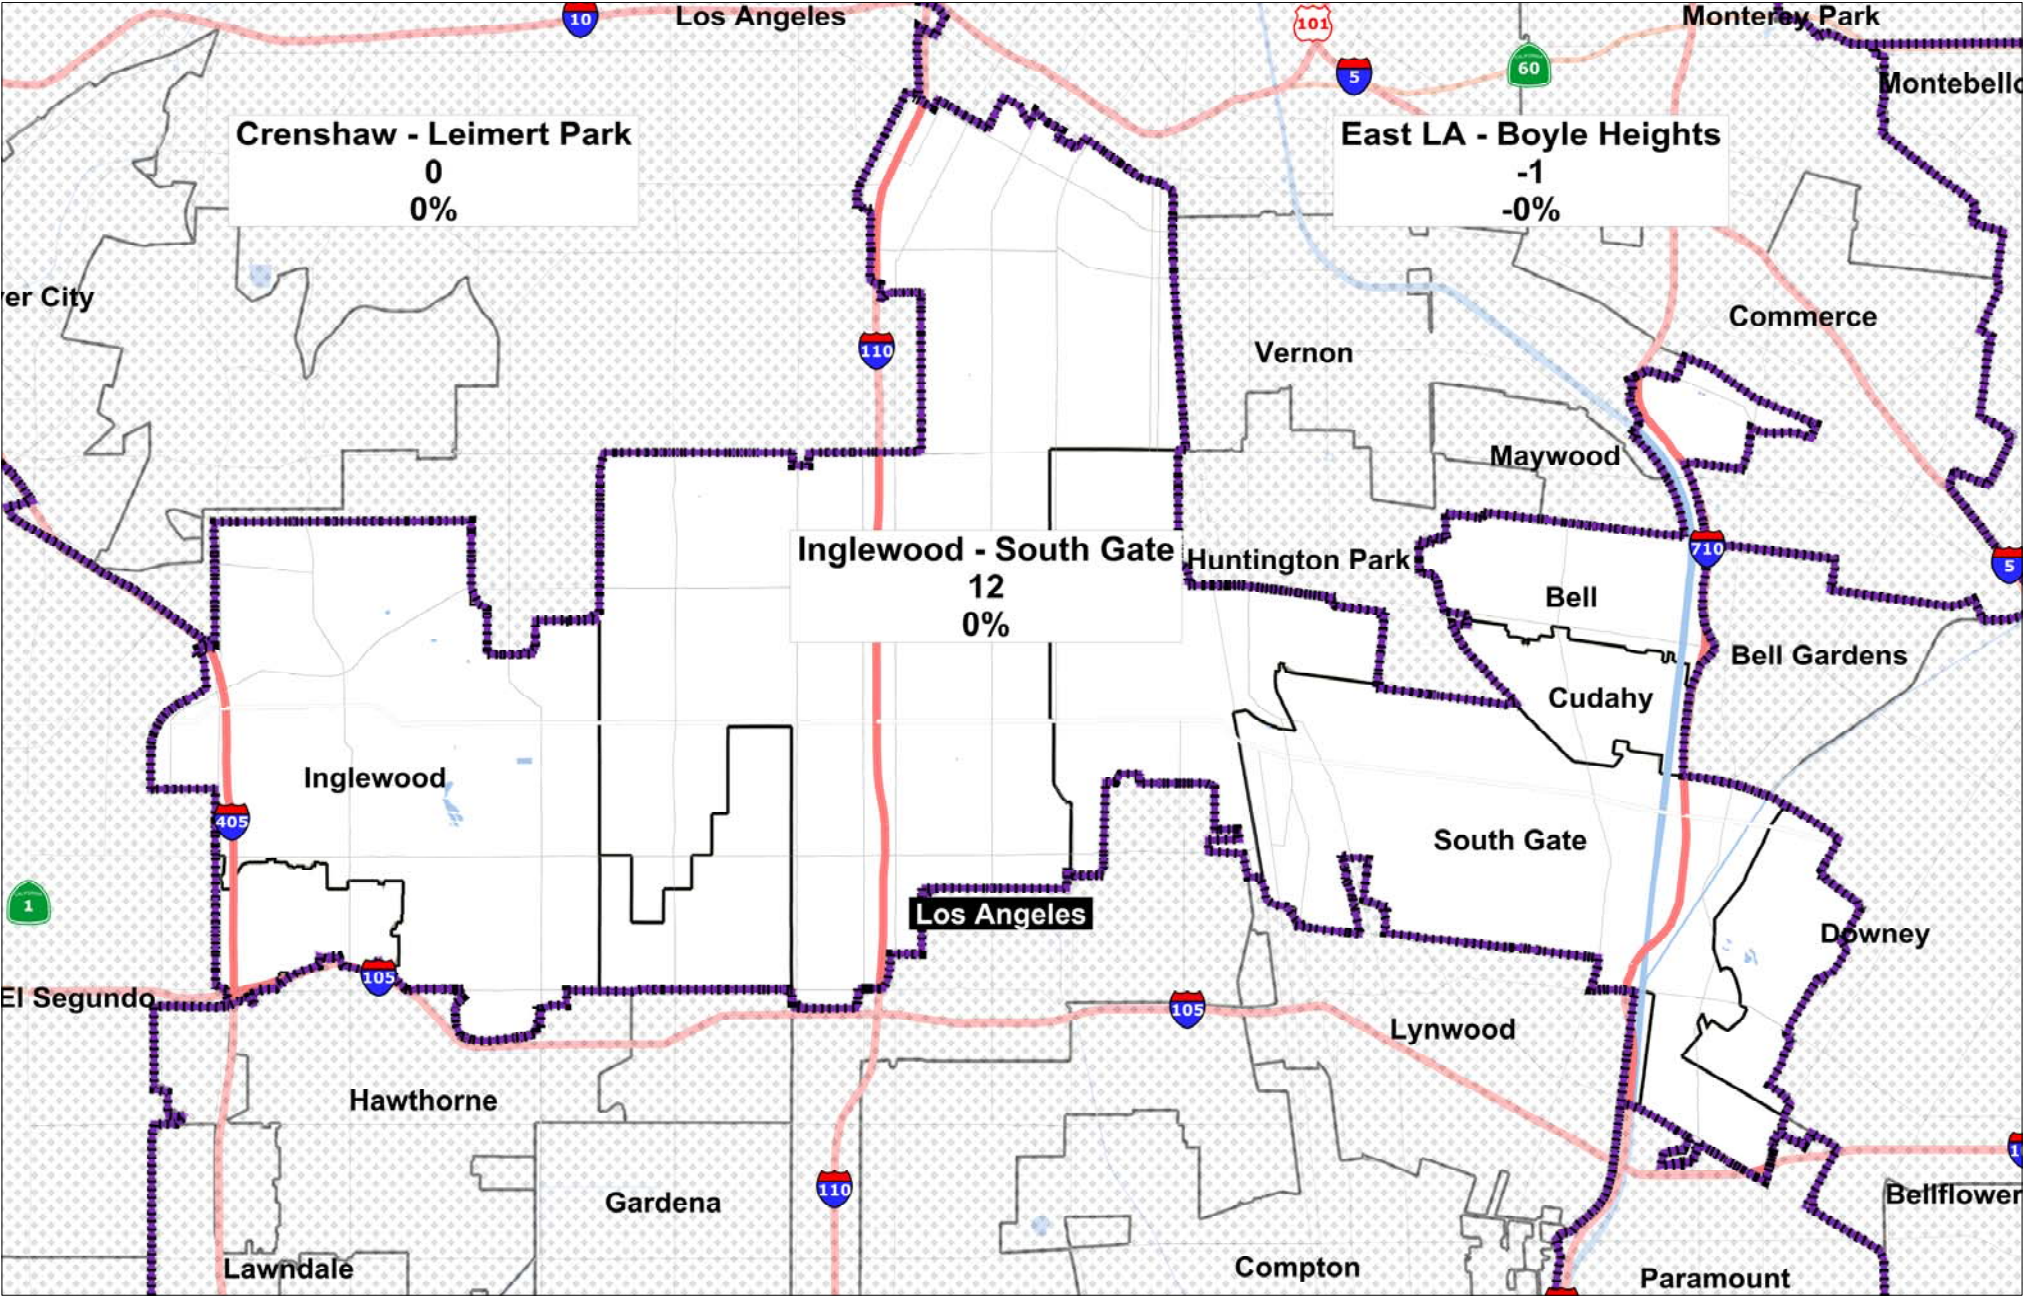 Los Angeles
10
101
5
60
Monterey Park
Montebello
Crenshaw - Leimert Park
0
0%
East LA - Boyle Heights
-1
-0%
er City
Commerce
110
Vernon
Maywood
Inglewood - South Gate
12
0%
Huntington Park
710
5
Bell
Bell Gardens
Cudahy
Inglewood
405
South Gate
1
Los Angeles
Downey
105
El Segundo
105
Lynwood
Hawthorne
110
Gardena
Bellflower
Lawndale
Compton
Paramount